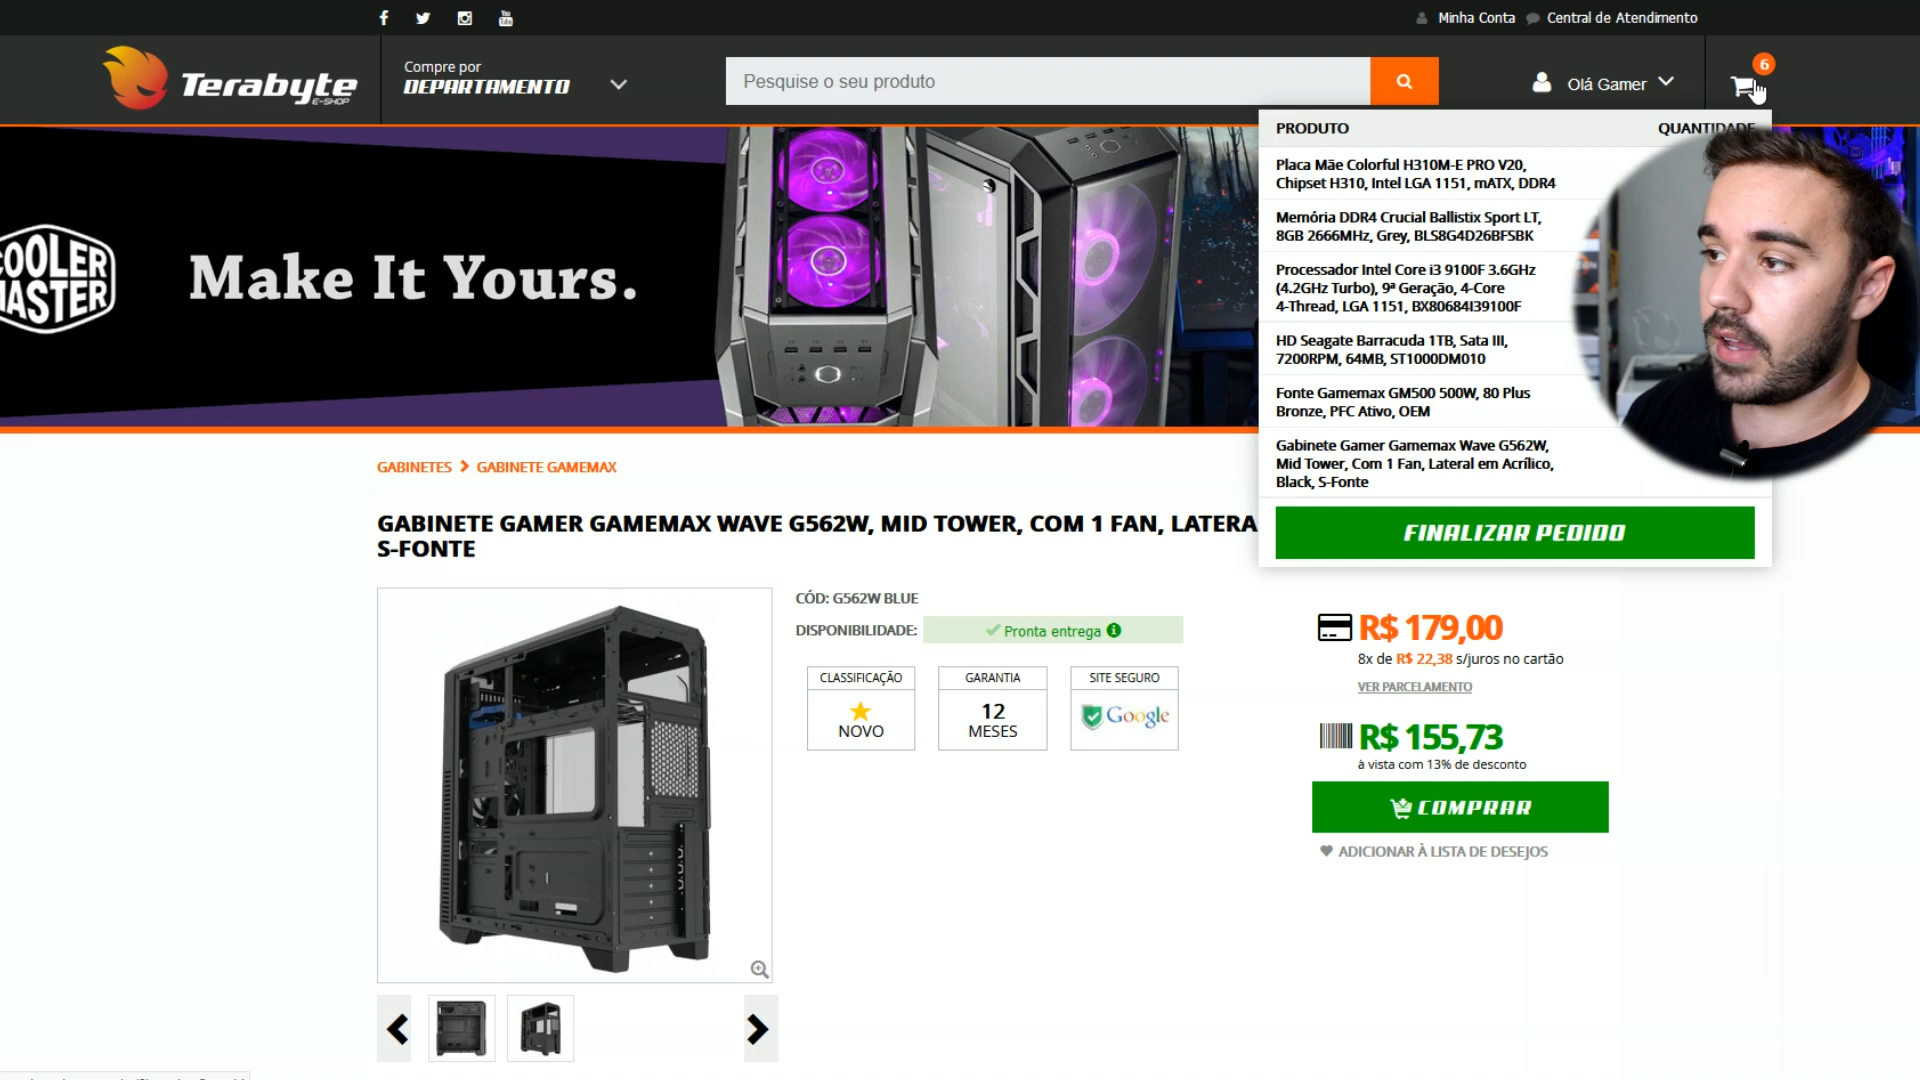 Minha Conta
Central de Atendimento
Terabyte
E-SHOP
Compre por
DEPARTAMENTO
Pesquise o seu produto
Olá Gamer
6
PRODUTO
QUANTIDADE
Placa Mãe Colorful H310M-E PRO V20,
Chipset H310, Intel LGA 1151, mATX, DDR4
Memória DDR4 Crucial Ballistix Sport LT,
8GB 2666MHz, Grey, BLS8G4D26BFSBK
Processador Intel Core i3 9100F 3.6GHz
(4.2GHz Turbo), 9ª Geração, 4-Core
4-Thread, LGA 1151, BX80684I39100F
HD Seagate Barracuda 1TB, Sata III,
7200RPM, 64MB, ST1000DM010
Fonte Gamemax GM500 500W, 80 Plus
Bronze, PFC Ativo, OEM
Gabinete Gamer Gamemax Wave G562W,
Mid Tower, Com 1 Fan, Lateral em Acrílico,
Black, S-Fonte
FINALIZAR PEDIDO
COOLER
MASTER
Make It Yours.
GABINETES > GABINETE GAMEMAX
GABINETE GAMER GAMEMAX WAVE G562W, MID TOWER, COM 1 FAN, LATERA
S-FONTE
CÓD: G562W BLUE
DISPONIBILIDADE:
Pronta entrega
CLASSIFICAÇÃO
NOVO
GARANTIA
12
MESES
SITE SEGURO
Google
R$ 179,00
8x de R$ 22,38 s/juros no cartão
VER PARCELAMENTO
R$ 155,73
à vista com 13% de desconto
COMPRAR
ADICIONAR À LISTA DE DESEJOS